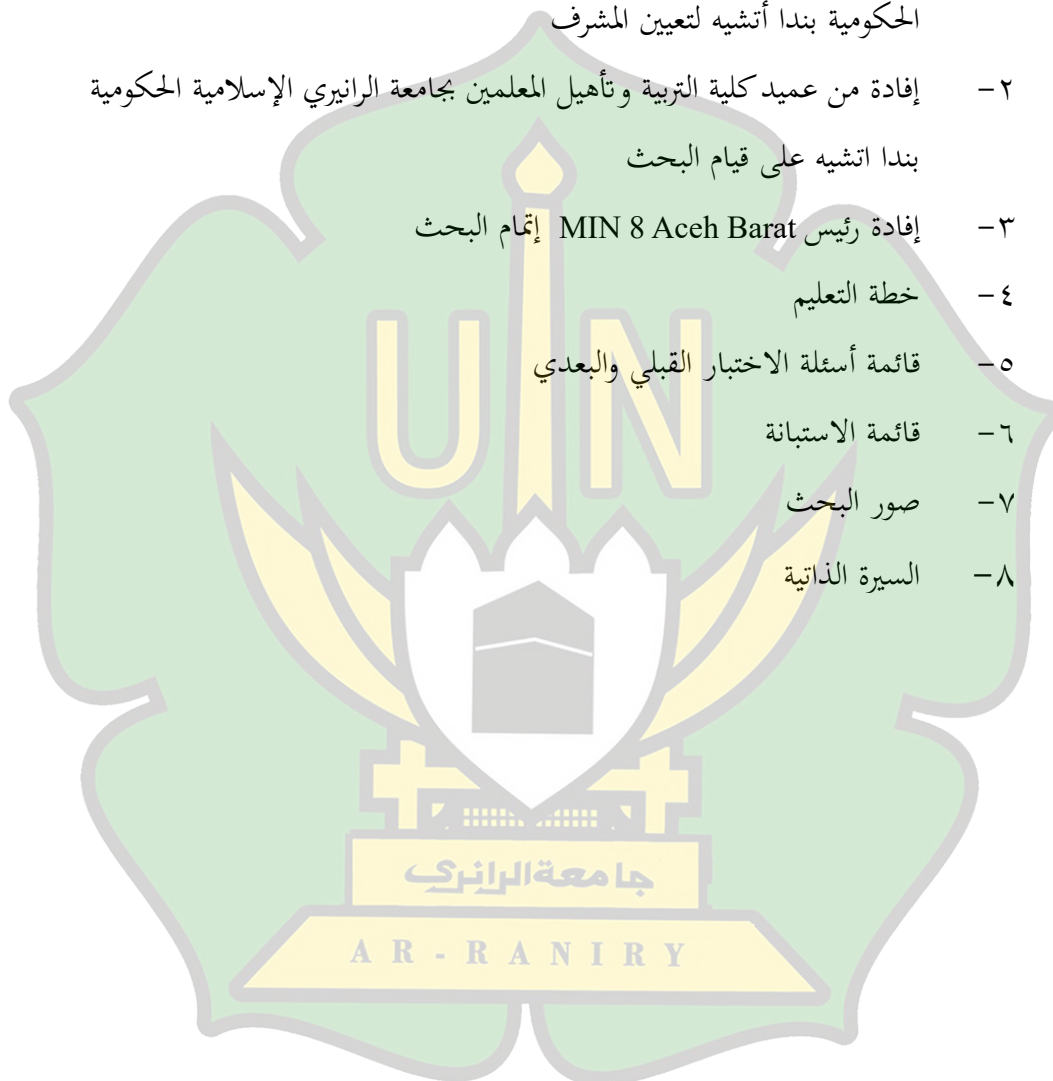 الحكومية بندا أتشيه لتعيين المشرف
٢- إفادة من عميد كلية التربية وتأهيل المعلمين بجامعة الرانيري الإسلامية الحكومية
بندا اتشيه على قيام البحث
٣- إفادة رئيس MIN 8 Aceh Barat إتمام البحث
٤- خطة التعليم
٥- قائمة أسئلة الاختبار القبلي والبعدي
٦- قائمة الاستبانة
٧- صور البحث
٨- السيرة الذاتية
UIN
جامعة الرانري
AR-RANIRY